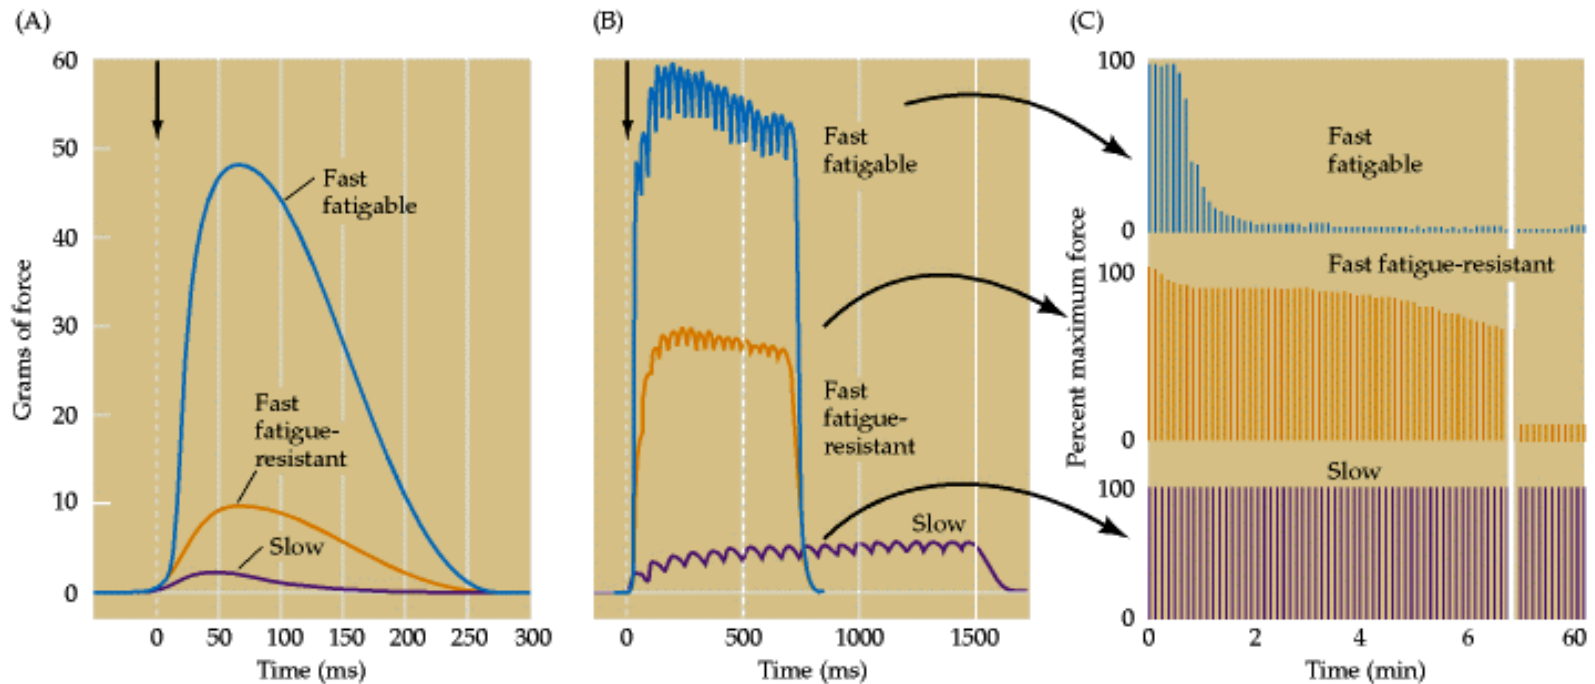 (A)
Grams of force
60
50
40
30
20
10
0
Fast
fatigable
Fast
fatigue-
resistant
Slow
0 50 100 150 200 250 300
Time (ms)
(B)
Fast
fatigable
Fast
fatigue-
resistant
Slow
0 500 1000 1500
Time (ms)
(C)
Percent maximum force
100
Fast
fatigable
0
Fast fatigue-resistant
100
0
Slow
100
0
0 2 4 6 60
Time (min)